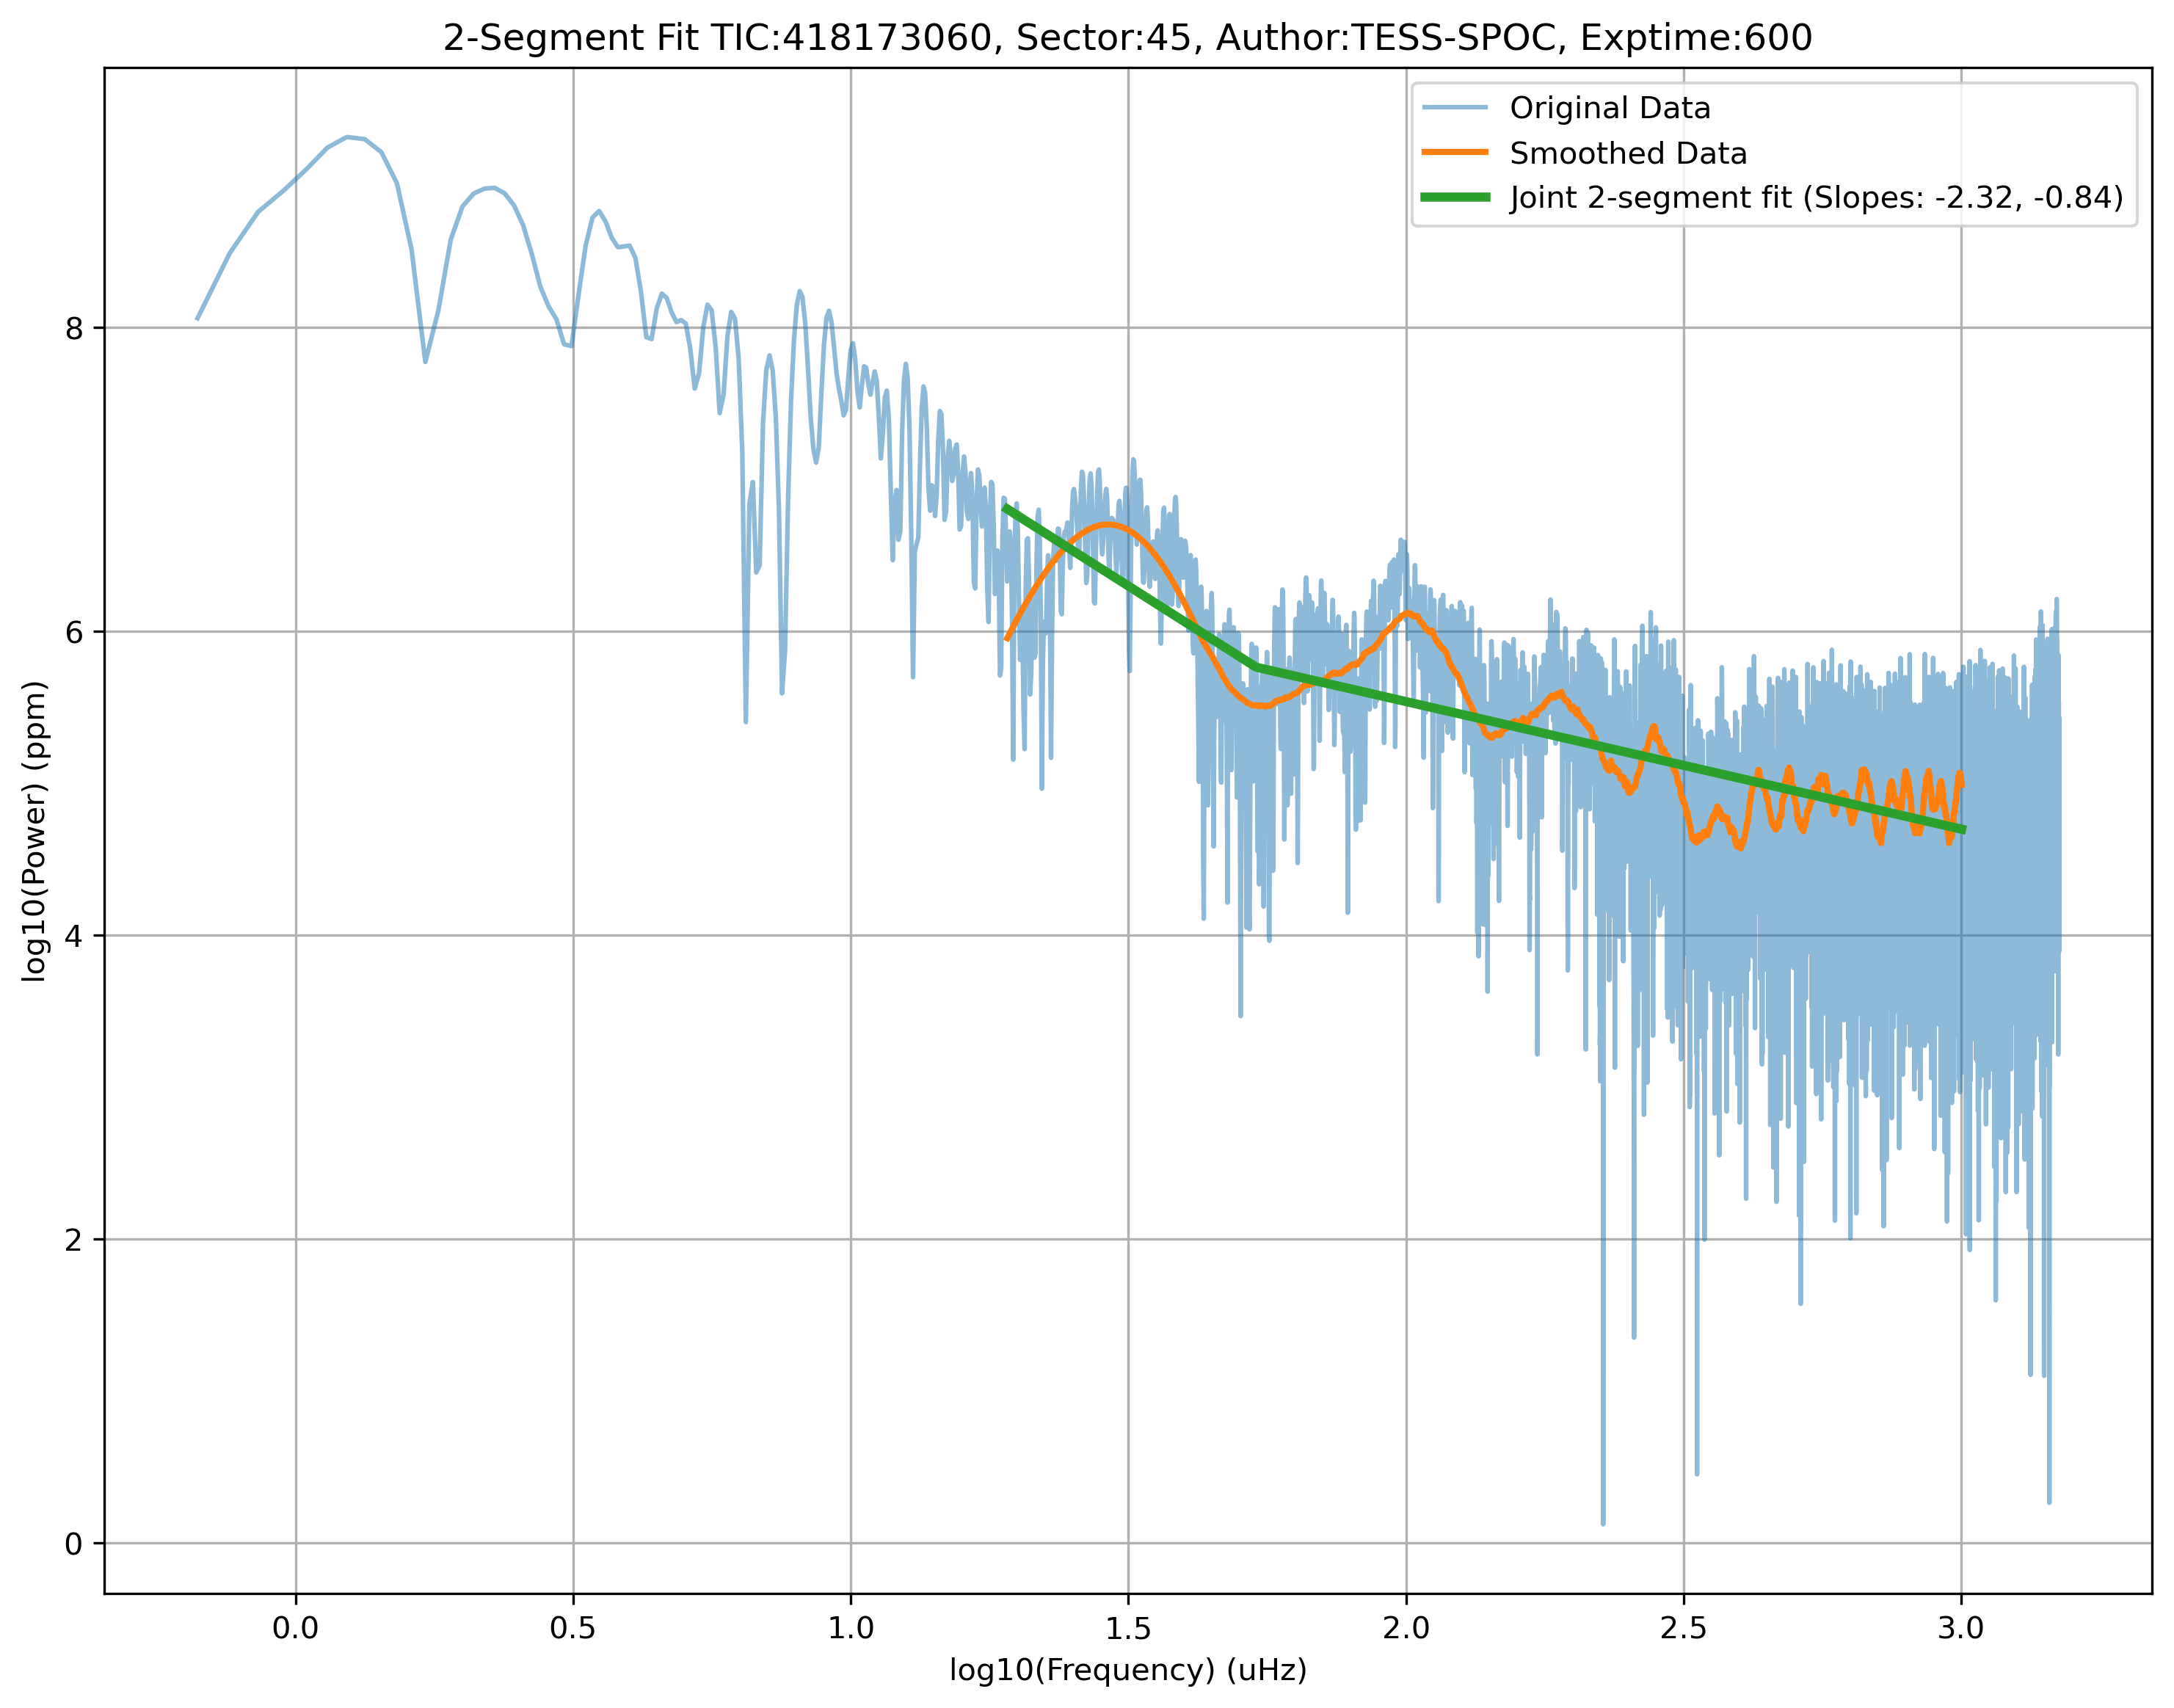 2-Segment Fit TIC:418173060, Sector:45, Author:TESS-SPOC, Exptime:600
Original Data
Smoothed Data
Joint 2-segment fit (Slopes: -2.32, -0.84)
log10(Power) (ppm)
8
6
4
2
0
0.0 0.5 1.0 1.5 2.0 2.5 3.0
log10(Frequency) (uHz)